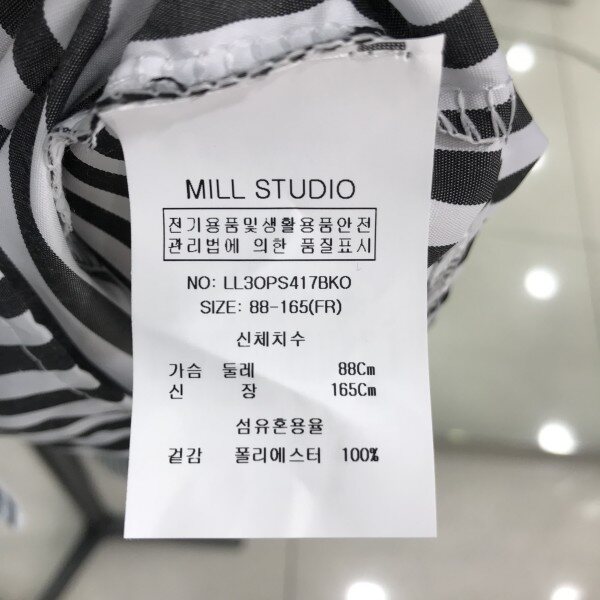 MILL STUDIO
전기용품및생활용품안전
관리법에 의한 품질표시
NO: LL3OPS417BKO
SIZE: 88-165(FR)
신체치수
가슴 둘레 88Cm
신 장 165Cm
섬유혼용율
겉감 폴리에스터 100%